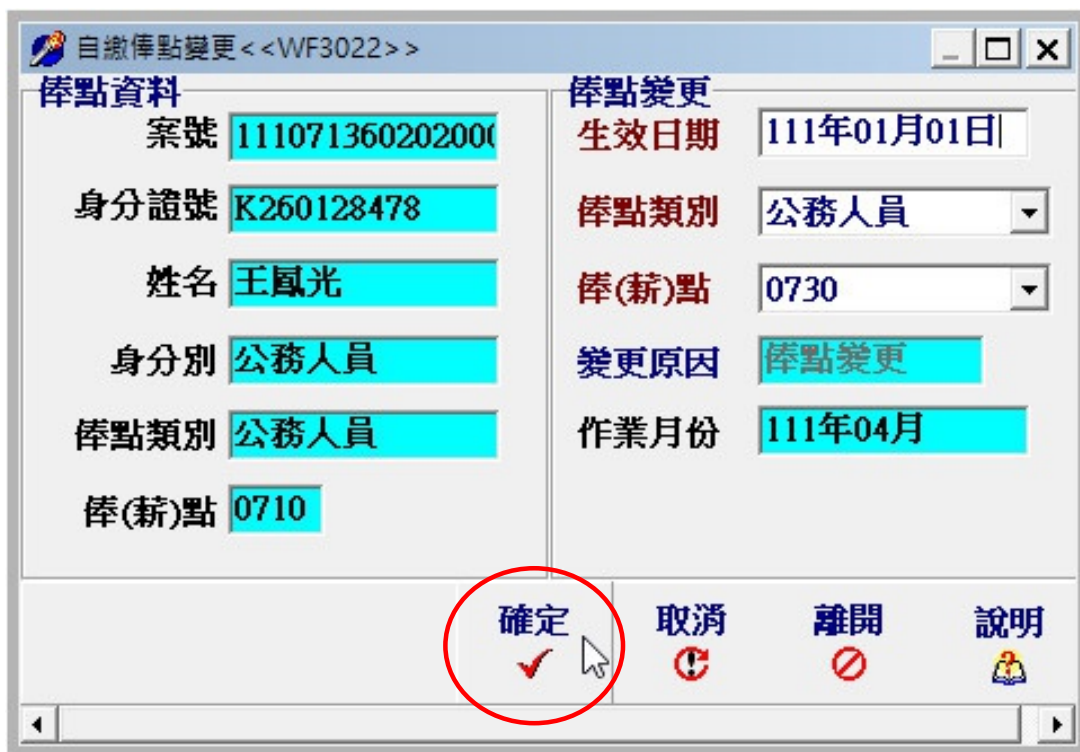 自繳俸點變更<<WF3022>>
俸點資料
案號 11107136020200
身分證號 K260128478
姓名 王鳳光
身分別 公務人員
俸點類別 公務人員
俸(薪)點 0710
俸點變更
生效日期 111年01月01日
俸點類別 公務人員
俸(薪)點 0730
變更原因 俸點變更
作業月份 111年04月
確定 取消 離開 說明